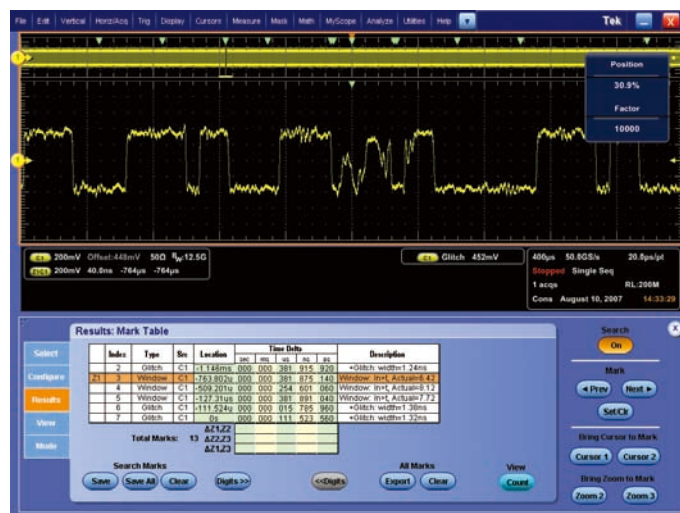 File Edit Vertical Horiz/Acq Trig Display Cursors Measure Mask Math MyScope Analyze Utilities Help Tek
Position
30.9%
Factor
10000
1
1
C1 200mV Offset:448mV 50Ω BW:12.5G
Z1C1 200mV 40.0ns -764µs -764µs
C1 Glitch 452mV
400µs 50.0GS/s 20.0ps/pt
Stopped Single Seq
1 acqs RL:200M
Cons August 10, 2007 14:33:29
Results: Mark Table
Select
Configure
Results
View
Mode
Index Type Src Location Time Delta Description
sec ms us ns ps
2 Glitch C1 -1.146ms 000 000 381 915 920 +Glitch: width=1.24ns
Z1 3 Window C1 -763.802u 000 000 381 875 140 Window: In>t, Actual=6.42
4 Window C1 -509.201u 000 000 254 601 060 Window: In>t, Actual=8.12
5 Window C1 -127.31us 000 000 381 891 040 Window: In>t, Actual=7.72
6 Glitch C1 -111.524u 000 000 015 785 960 +Glitch: width=1.38ns
7 Glitch C1 0s 000 000 111 523 560 +Glitch: width=1.32ns
ΔZ1,Z2
Total Marks: 13 ΔZ2,Z3
ΔZ1,Z3
Search Marks
Save Save All Clear
Digits >>
<<Digits
All Marks
Export Clear
View
Count
Search
On
Mark
Prev Next
Set/Clr
Bring Cursor to Mark
Cursor 1 Cursor 2
Bring Zoom to Mark
Zoom 2 Zoom 3
X